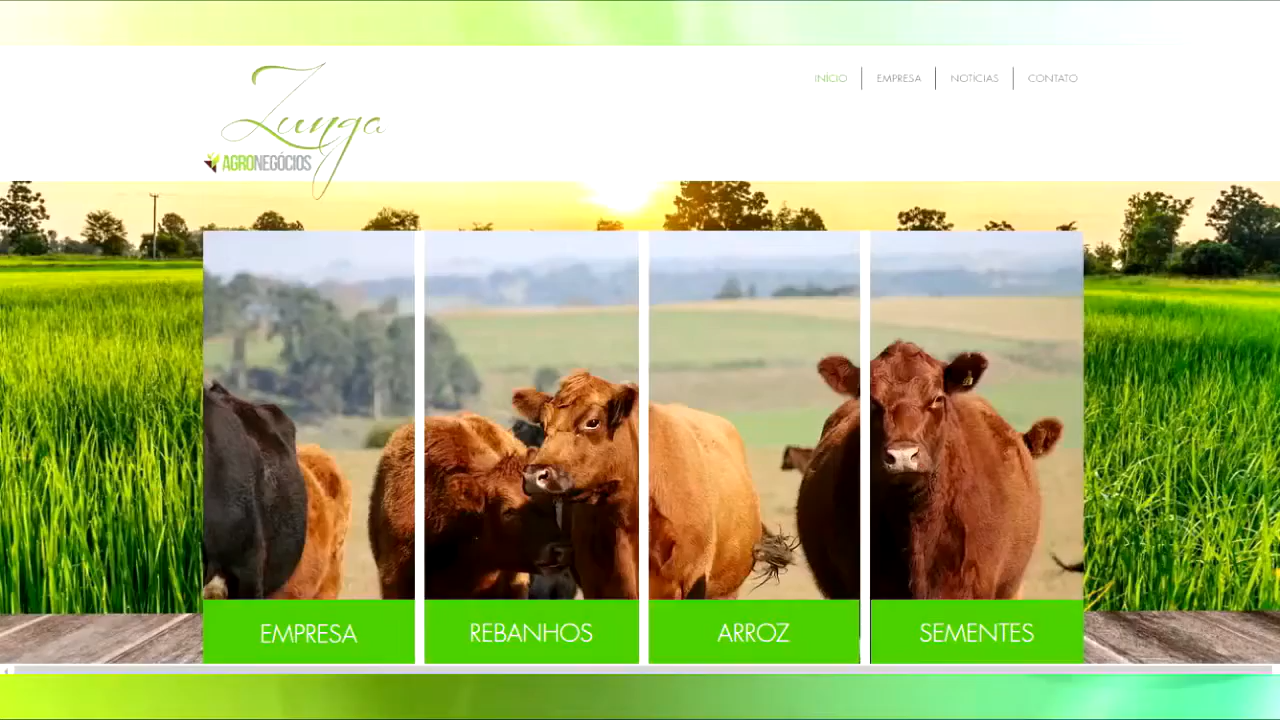 Zunga
AGRONEGÓCIOS
INÍCIO
EMPRESA
NOTÍCIAS
CONTATO
EMPRESA
REBANHOS
ARROZ
SEMENTES